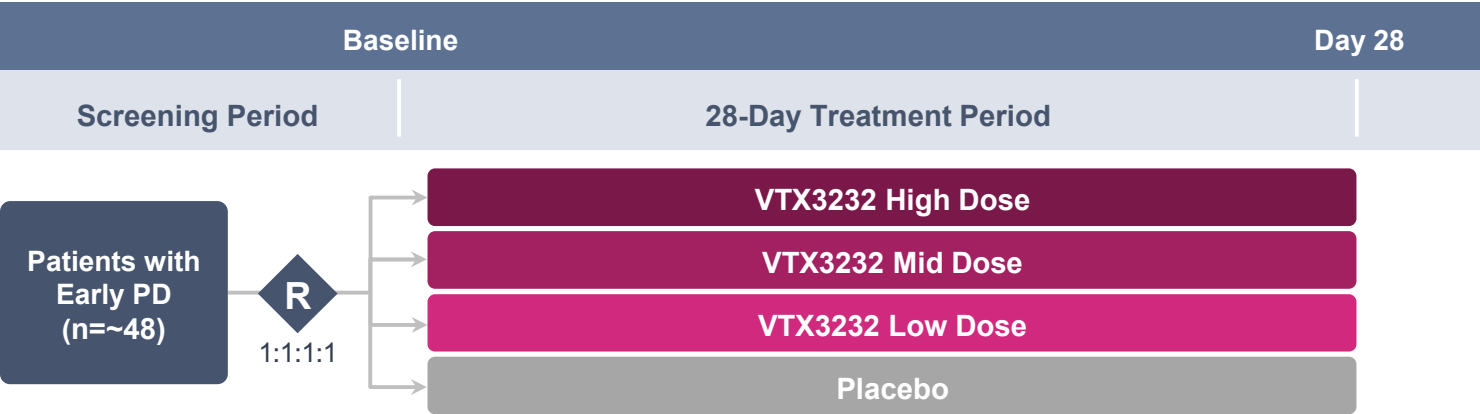 Baseline
Day 28
Screening Period
28-Day Treatment Period
Patients with
Early PD
(n=~48)
R
1:1:1:1
VTX3232 High Dose
VTX3232 Mid Dose
VTX3232 Low Dose
Placebo